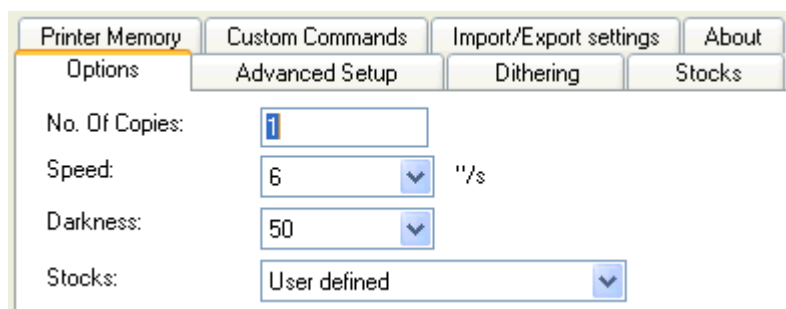 Printer Memory Custom Commands Import/Export settings About
Options Advanced Setup Dithering Stocks
No. Of Copies: 1
Speed: 6 "/s
Darkness: 50
Stocks: User defined